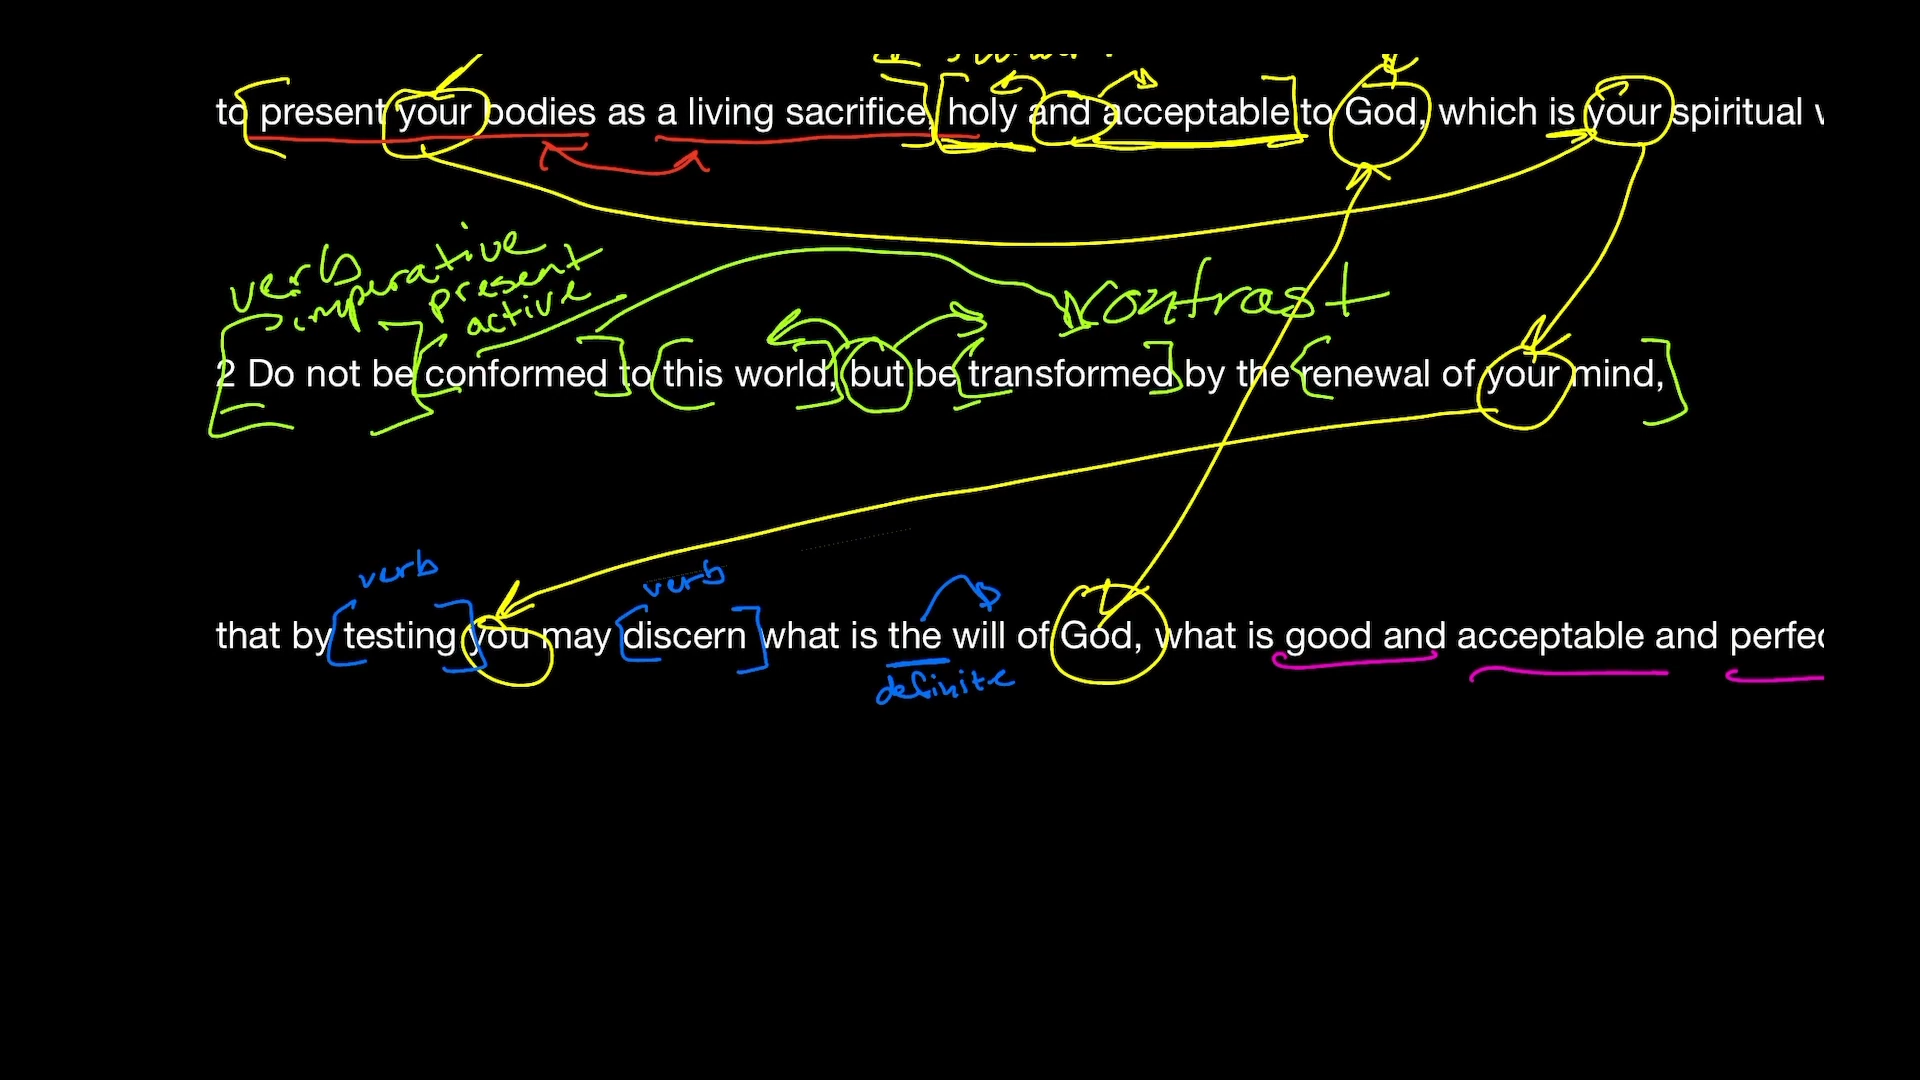 to present your bodies as a living sacrifice, holy and acceptable to God, which is your spiritual
verb
imperative
present
active
contrast
2 Do not be conformed to this world, but be transformed by the renewal of your mind,
verb
verb
that by testing you may discern what is the will of God, what is good and acceptable and perfec
definite